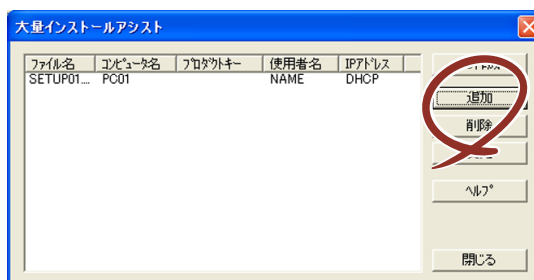 大量インストールアシスト
ファイル名 コンピュータ名 プロダクトキー 使用者名 IPアドレス
SETUP01... PC01 NAME DHCP
追加
削除
ヘルプ
閉じる